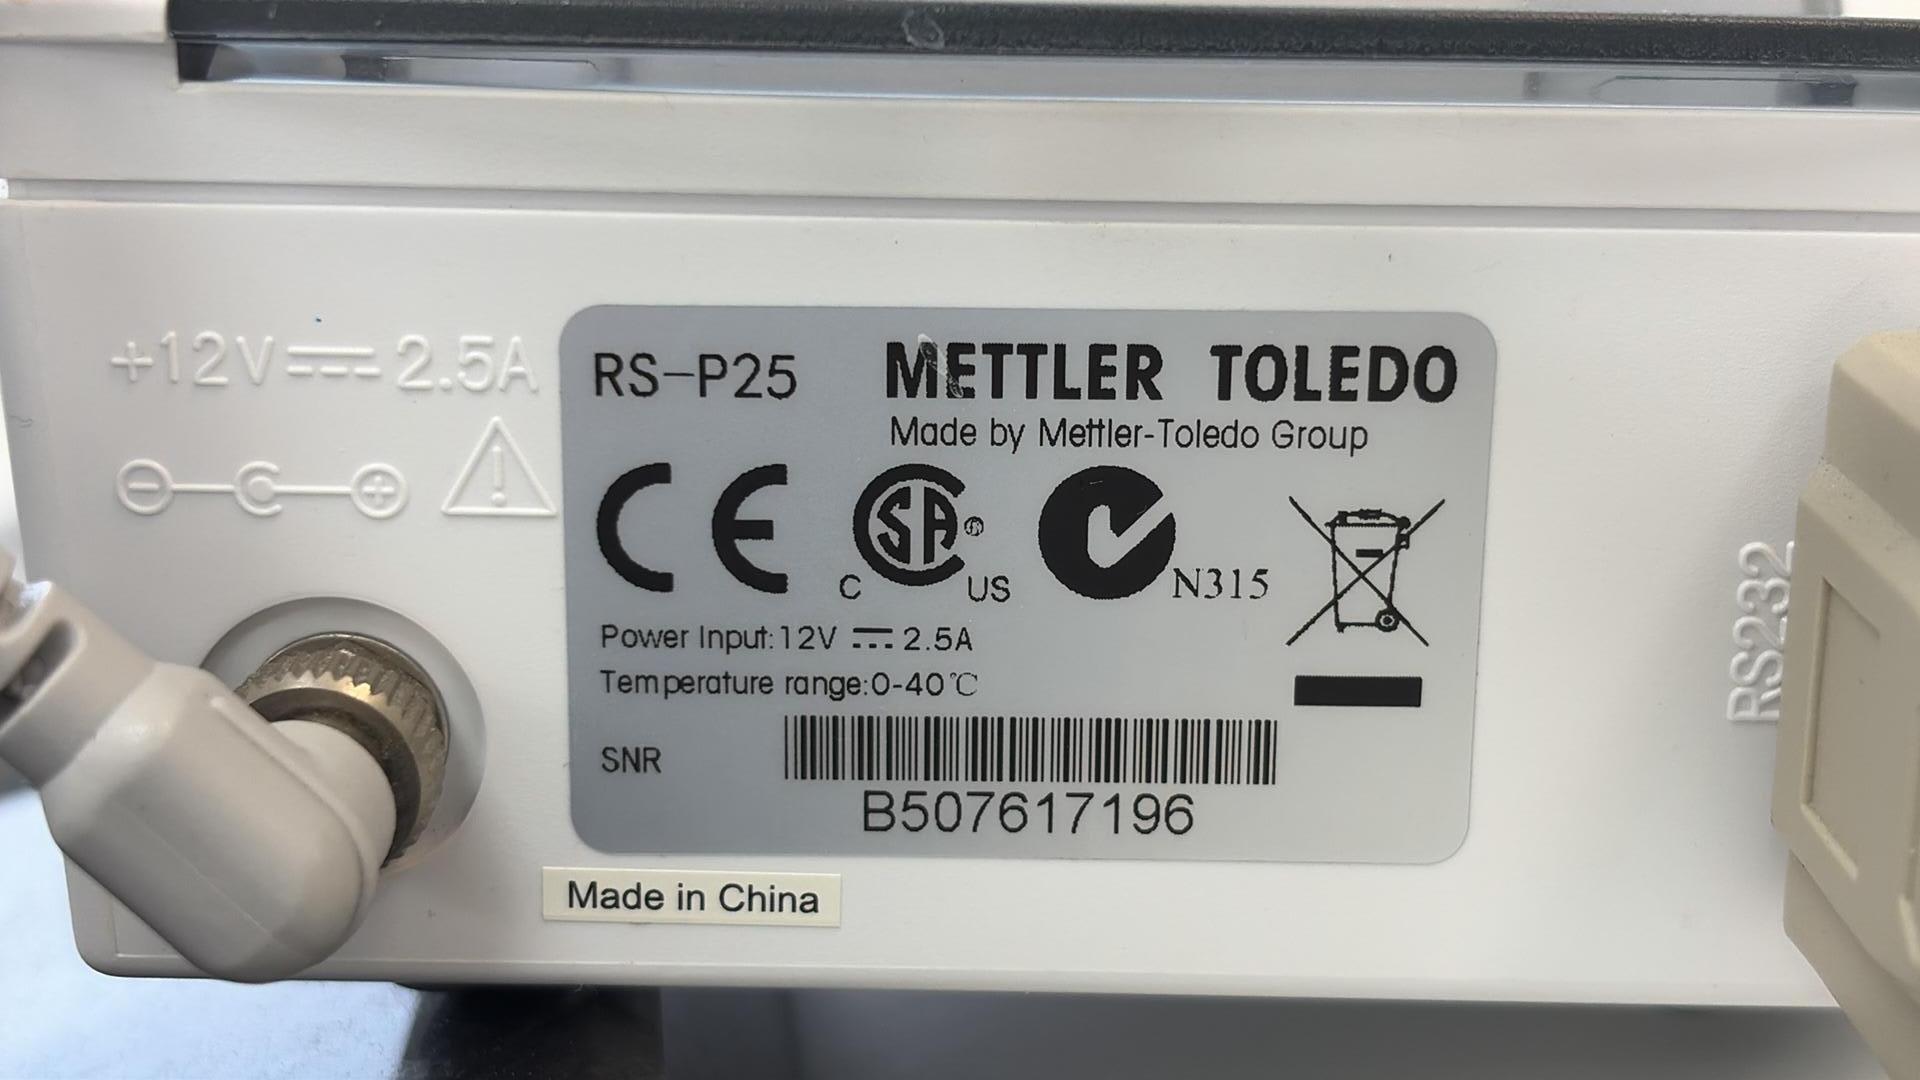 +12V ⎓ 2.5A
RS-P25
METTLER TOLEDO
Made by Mettler-Toledo Group
CE
C SA® C US
N315
Power Input:12V ⎓ 2.5A
Temperature range:0-40℃
SNR
B507617196
Made in China
RS232